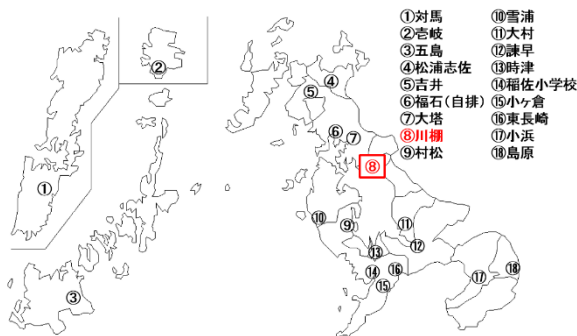 ①対馬 ⑩雪浦
②壱岐 ⑪大村
③五島 ⑫諫早
④松浦志佐 ⑬時津
⑤吉井 ⑭稲佐小学校
⑥福石(自排) ⑮小ヶ倉
⑦大塔 ⑯東長崎
⑧川棚 ⑰小浜
⑨村松 ⑱島原
②
④
⑤
⑥ ⑦
⑧
①
⑩ ⑨ ⑪
⑫
⑬
⑭ ⑯ ⑰ ⑱
⑮
③